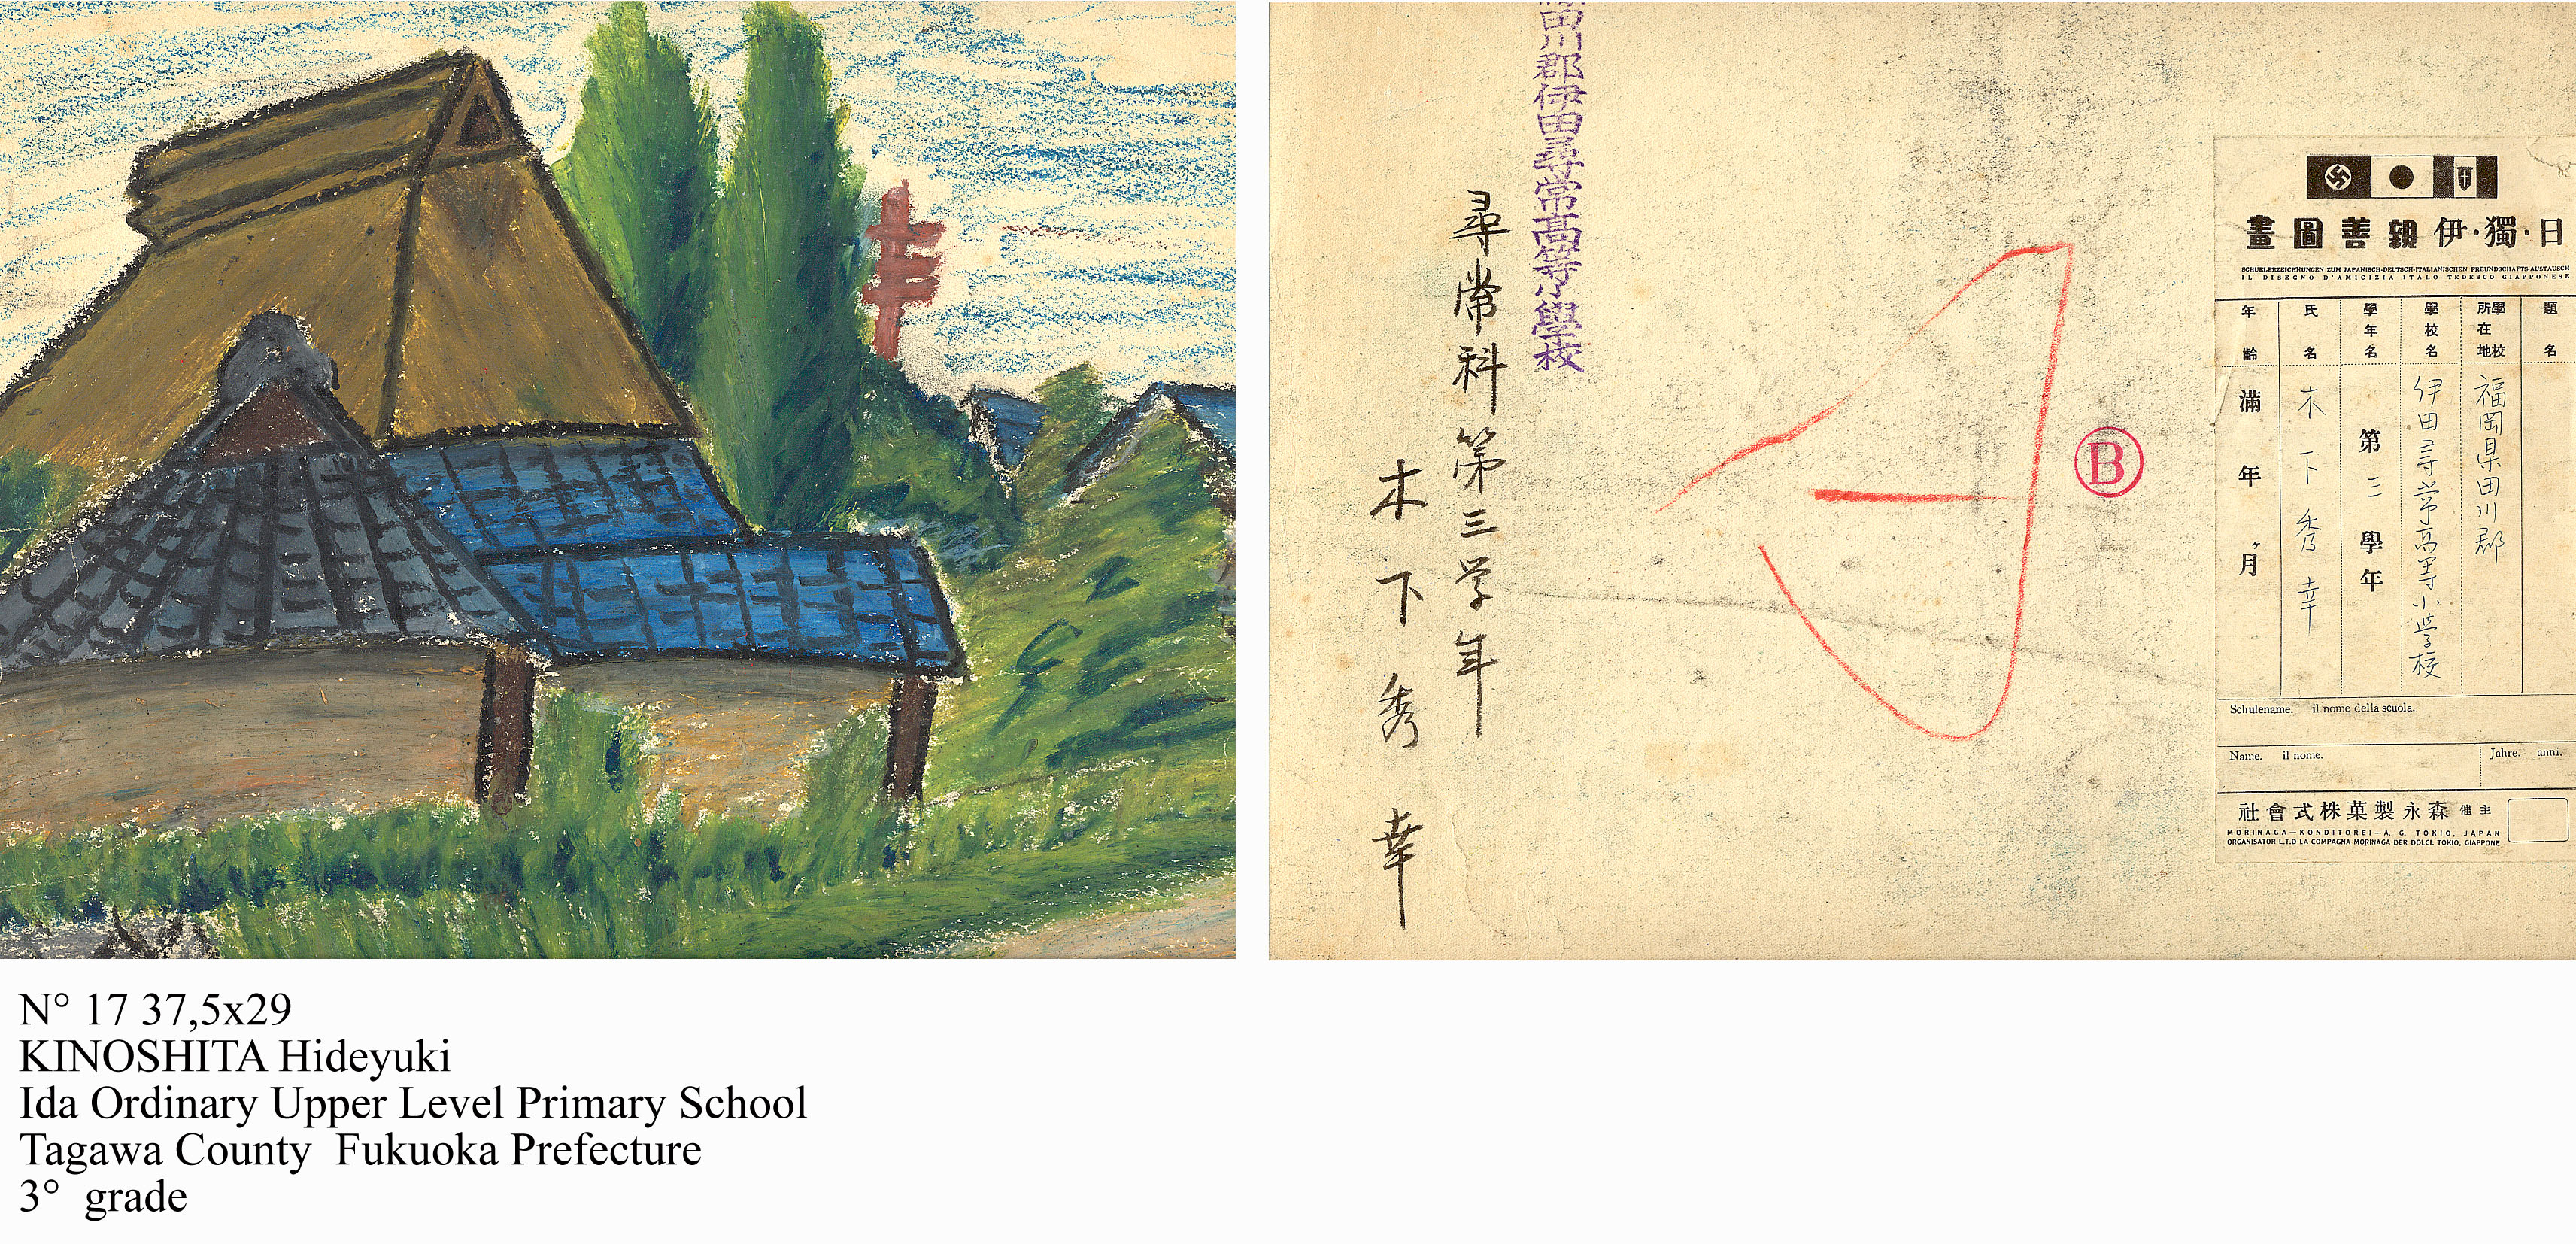 田川郡伊田尋常高等小學校
尋常科第三学年
木下秀幸
B
日・獨・伊親善圖畫
SCHUELERZEICHNUNGEN ZUM JAPANISCH-DEUTSCH-ITALIANISCHEN FREUNDSCHAFTS-AUSTAUSCH
IL DISEGNO D'AMICIZIA ITALO TEDESCO GIAPPONESE
題名
學校所在地 福岡県田川郡
學校名 伊田尋常高等小学校
學年名 第三學年
氏名 木下秀幸
年齢 満 年 ヶ月
Schulename. il nome della scuola.
Name. il nome. Jahre. anni.
主催 森永製菓株式會社
MORINAGA—KONDITOREI—A. G. TOKIO, JAPAN
ORGANISATOR L.T.D LA COMPAGNA MORINAGA DER DOLCI. TOKIO, GIAPPONE
N° 17 37,5x29
KINOSHITA Hideyuki
Ida Ordinary Upper Level Primary School
Tagawa County Fukuoka Prefecture
3° grade